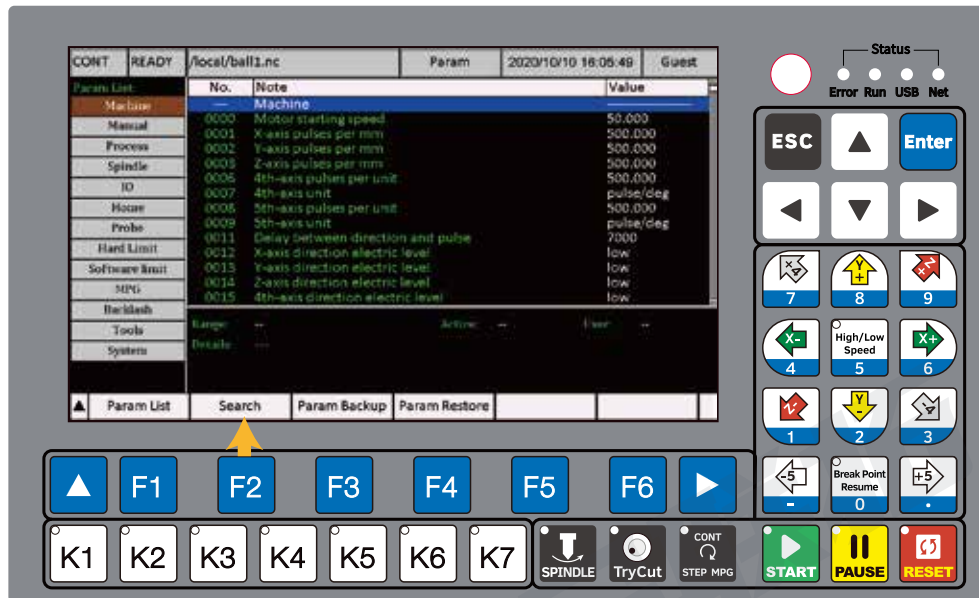 CONT READY /local/ball1.nc Param 2020/10/10 16:05:49 Guest
Param List
Machine
Manual
Process
Spindle
IO
Home
Probe
Hard Limit
Software limit
MPG
Backlash
Tools
System
No. Note Value
--- Machine
0000 Motor starting speed 50.000
0001 X-axis pulses per mm 500.000
0002 Y-axis pulses per mm 500.000
0003 Z-axis pulses per mm 500.000
0006 4th-axis pulses per unit 500.000
0007 4th-axis unit pulse/deg
0008 5th-axis pulses per unit 500.000
0009 5th-axis unit pulse/deg
0011 Delay between direction and pulse 7000
0012 X-axis direction electric level low
0013 Y-axis direction electric level low
0014 Z-axis direction electric level low
0015 4th-axis direction electric level low
Range: -- Active: -- User: --
Details: ---
▲ Param List Search Param Backup Param Restore
F1 F2 F3 F4 F5 F6
K1 K2 K3 K4 K5 K6 K7
SPINDLE
TryCut
CONT
STEP MPG
Status
Error Run USB Net
ESC Enter
X4 7
Y+ 8
+Z 9
X- 4
High/Low
Speed
5
X+ 6
Z- 1
Y- 2
-4 3
-5 -
Break Point
Resume
0
+5 .
START
PAUSE
RESET